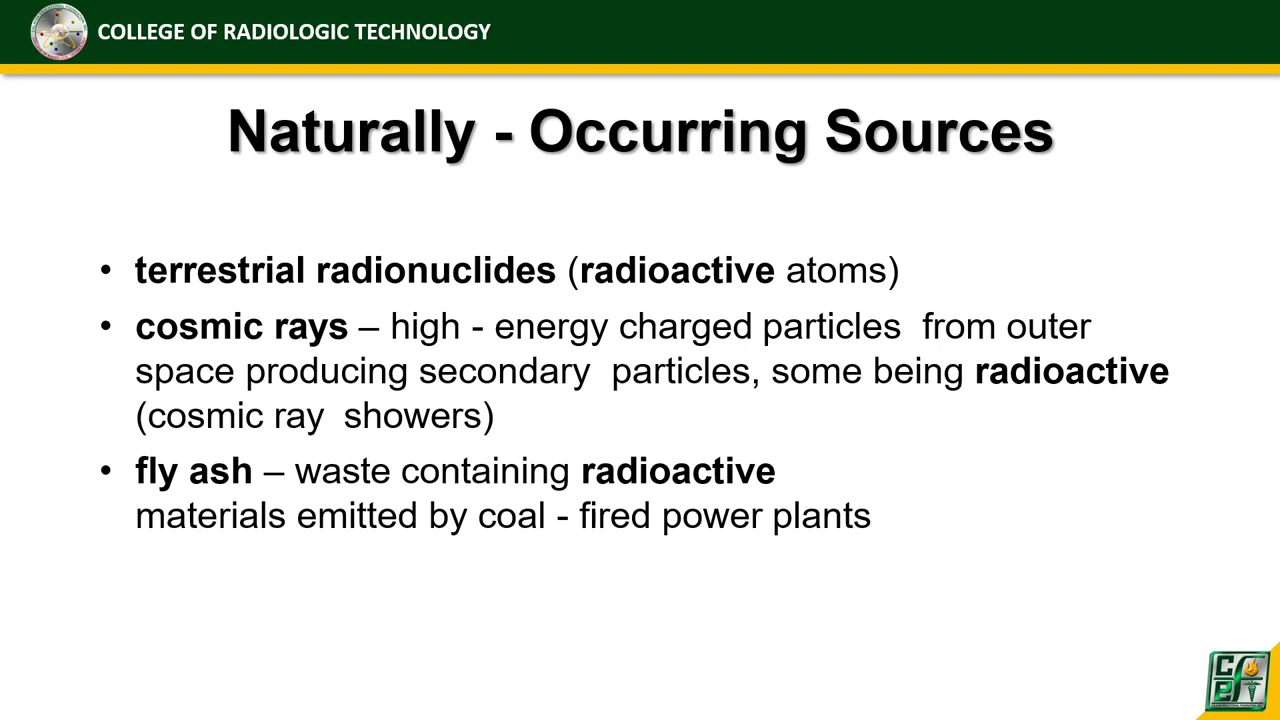 COLLEGE OF RADIOLOGIC TECHNOLOGY
Naturally - Occurring Sources
• terrestrial radionuclides (radioactive atoms)
• cosmic rays – high - energy charged particles  from outer
space producing secondary  particles, some being radioactive
(cosmic ray  showers)
• fly ash – waste containing radioactive
materials emitted by coal - fired power plants